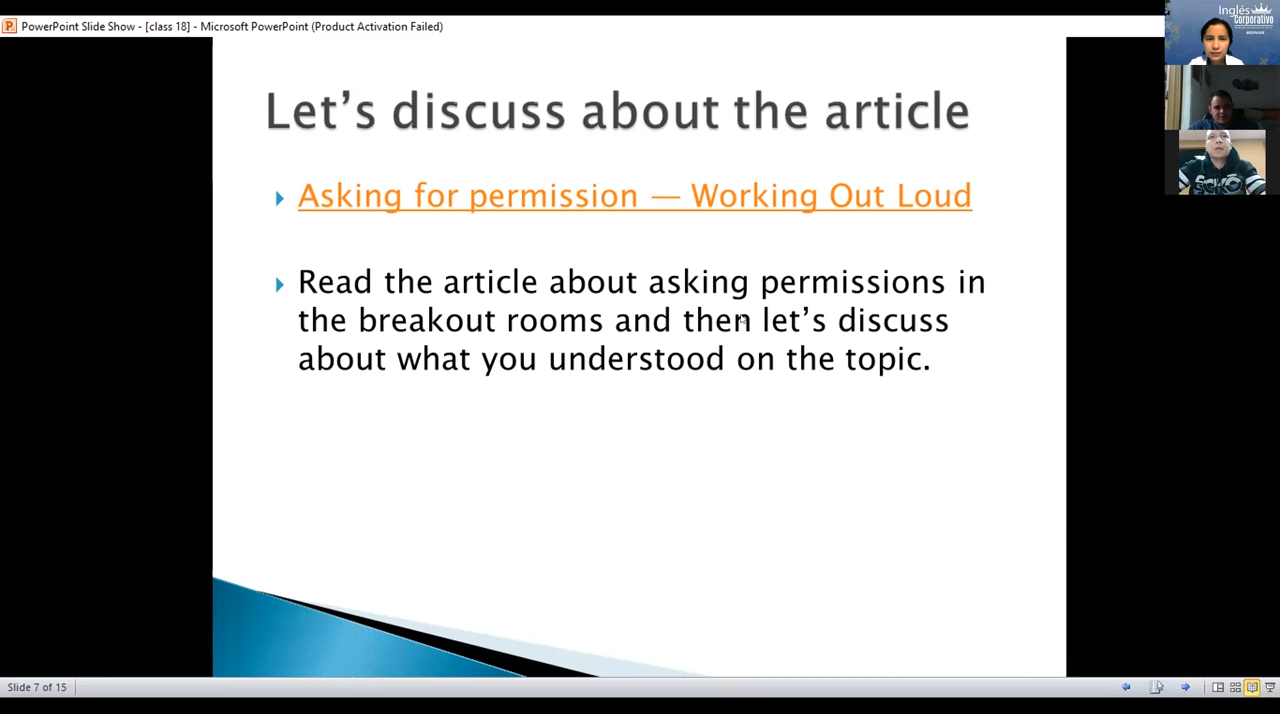 PowerPoint Slide Show - [class 18] - Microsoft PowerPoint (Product Activation Failed)
Inglés
Corporativo
BEGINNER
Let's discuss about the article
Asking for permission — Working Out Loud
Read the article about asking permissions in
the breakout rooms and then let's discuss
about what you understood on the topic.
Slide 7 of 15